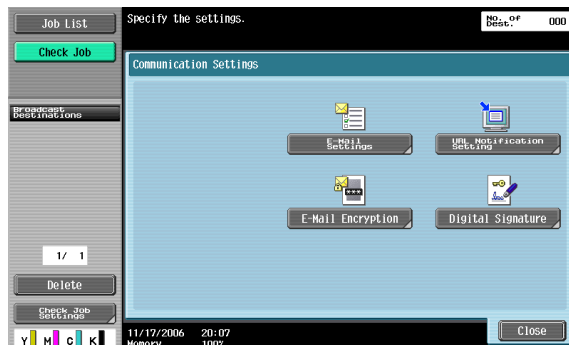 Job List
Check Job
Broadcast
Destinations
1/ 1
Delete
Check Job
Settings
Y M C K
Specify the settings.
No. of
Dest.
000
Communication Settings
E-Mail
Settings
URL Notification
Setting
E-Mail Encryption
Digital Signature
11/17/2006 20:07
Memory 100%
Close